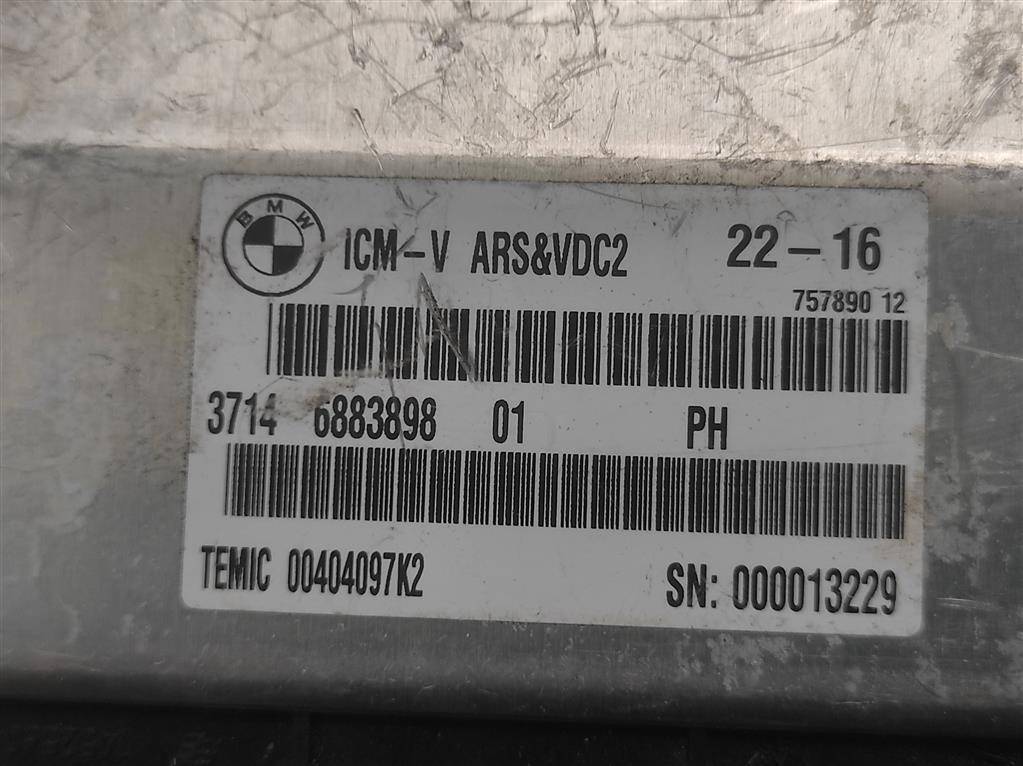 BMW
ICM-V ARS&VDC2 22-16
757890 12
3714 6883898 01 PH
TEMIC 00404097K2 SN: 000013229